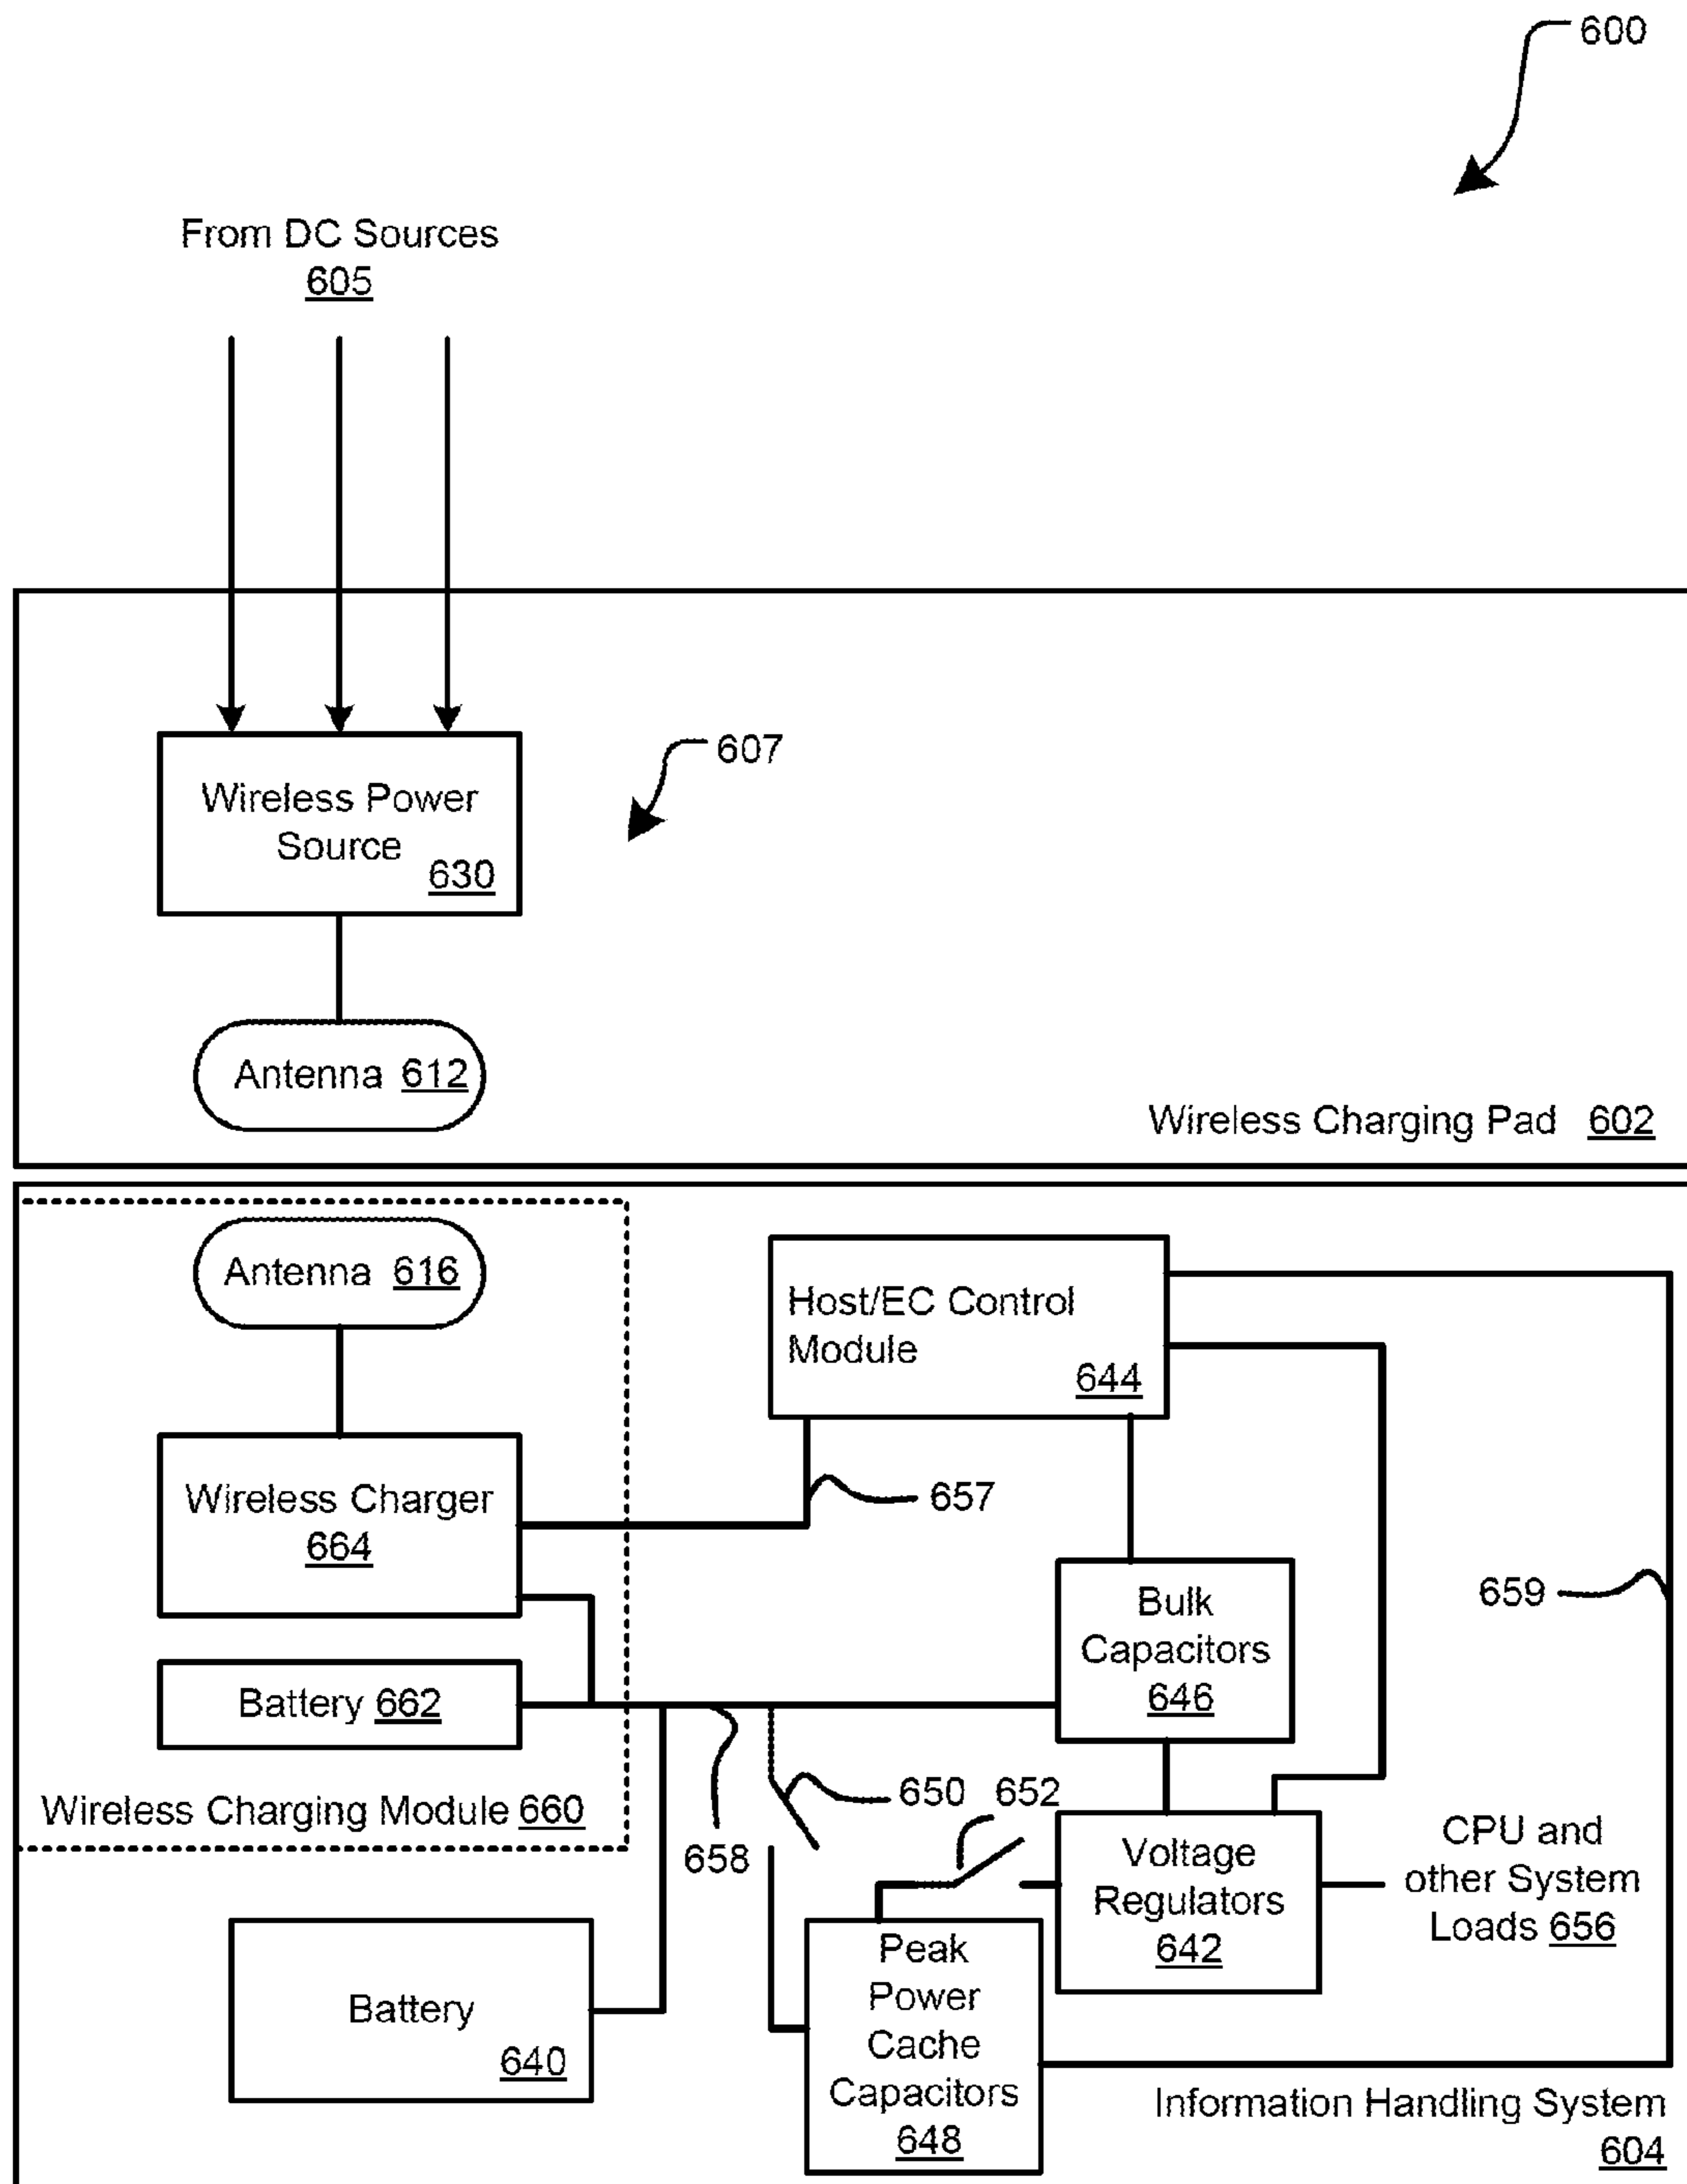 600
From DC Sources
605
607
Wireless Power
Source
630
Antenna 612
Wireless Charging Pad 602
Antenna 616
Host/EC Control
Module
644
Wireless Charger
664
657
659
Bulk
Capacitors
646
Battery 662
Wireless Charging Module 660
650
652
658
Voltage
Regulators
642
CPU and
other System
Loads 656
Battery
640
Peak
Power
Cache
Capacitors
648
Information Handling System
604